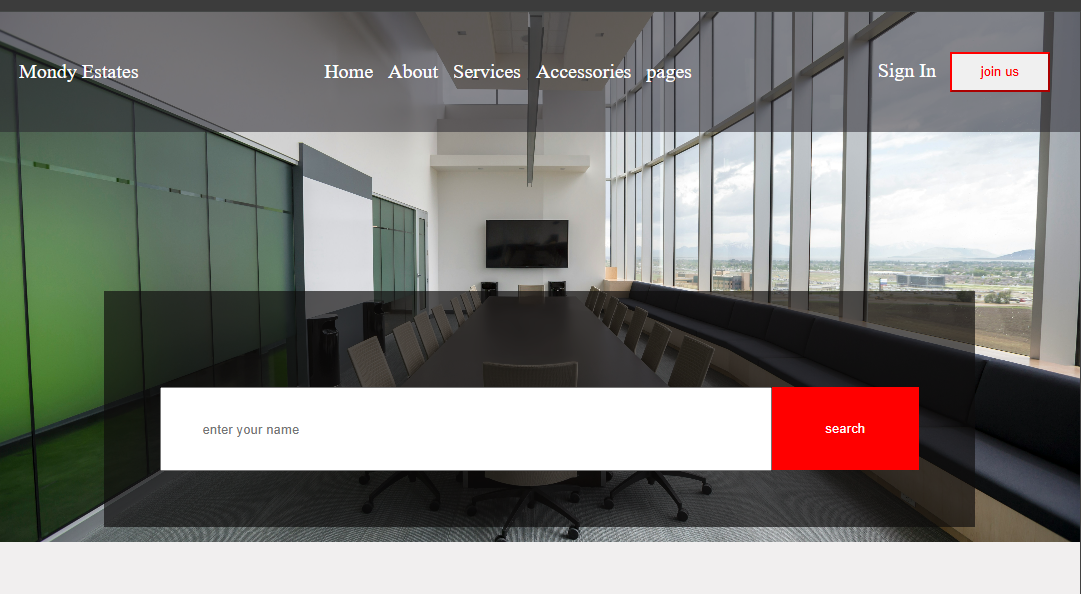 Mondy Estates Home About Services Accessories pages Sign In join us
enter your name search